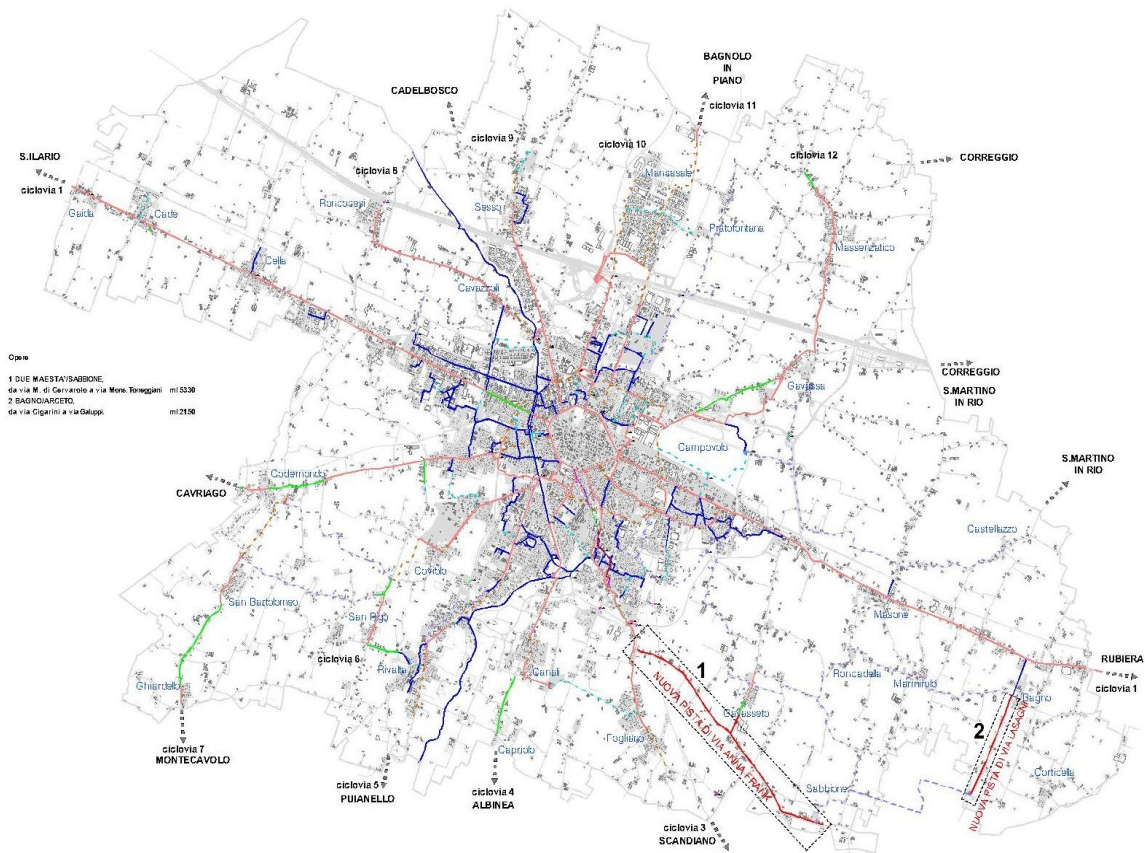 BAGNOLO
IN
PIANO
CADELBOSCO
ciclovia 11
ciclovia 9
ciclovia 10
S.ILARIO
ciclovia 12
CORREGGIO
ciclovia 8
Mancasale
ciclovia 1
Roncocesi
Gaida
Cade
Sesso
Pratofontana
Massenzatico
Cella
Cavazzoli
Opere
1 DUE MAESTA'/SABBIONE,
da via M. di Cervarolo a via Mons. Torreggiani ml 5330
2 BAGNO/ARCETO,
da via Cigarini a via Galuppi. ml 2150
CORREGGIO
Gavassa
S.MARTINO
IN RIO
Campovolo
S.MARTINO
IN RIO
Codemondo
CAVRIAGO
Castellazzo
Coviolo
San Bartolomeo
San Rigo
Masone
ciclovia 6
Rivalta
Canali
1
Roncadella
Marmirolo
RUBIERA
ciclovia 1
Ghiardello
Gavasseto
Bagno
NUOVA PISTA DI VIA ANNA FRANK
2
NUOVA PISTA DI VIA LASAGNI
Fogliano
Capriolo
ciclovia 7
MONTECAVOLO
Corticella
Sabbione
ciclovia 5
PUIANELLO
ciclovia 4
ALBINEA
ciclovia 3
SCANDIANO